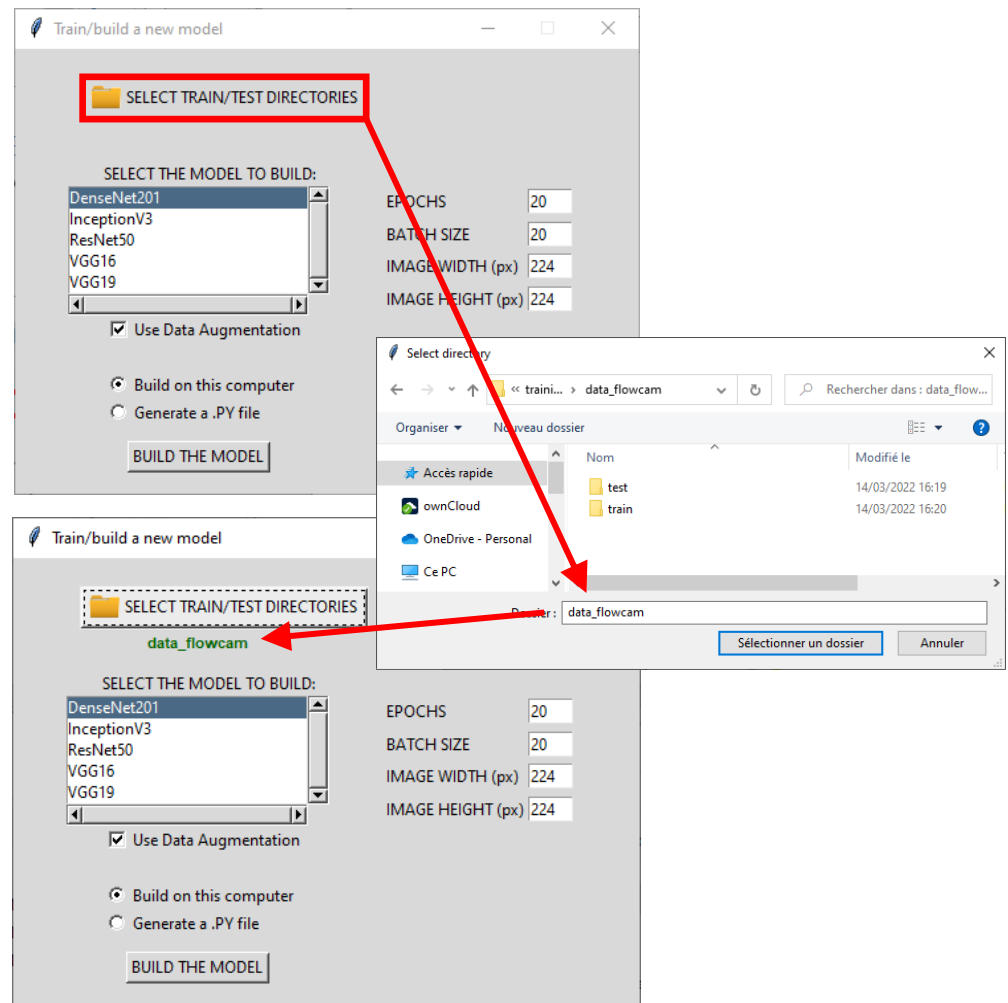 Train/build a new model
SELECT TRAIN/TEST DIRECTORIES
SELECT THE MODEL TO BUILD:
DenseNet201
InceptionV3
ResNet50
VGG16
VGG19
EPOCHS 20
BATCH SIZE 20
IMAGE WIDTH (px) 224
IMAGE HEIGHT (px) 224
Use Data Augmentation
Build on this computer
Generate a .PY file
BUILD THE MODEL
Select directory
« traini... › data_flowcam
Rechercher dans : data_flow...
Organiser
Nouveau dossier
Nom
Modifié le
Accès rapide
ownCloud
OneDrive - Personal
Ce PC
test 14/03/2022 16:19
train 14/03/2022 16:20
Dossier : data_flowcam
Sélectionner un dossier
Annuler
Train/build a new model
SELECT TRAIN/TEST DIRECTORIES
data_flowcam
SELECT THE MODEL TO BUILD:
DenseNet201
InceptionV3
ResNet50
VGG16
VGG19
EPOCHS 20
BATCH SIZE 20
IMAGE WIDTH (px) 224
IMAGE HEIGHT (px) 224
Use Data Augmentation
Build on this computer
Generate a .PY file
BUILD THE MODEL